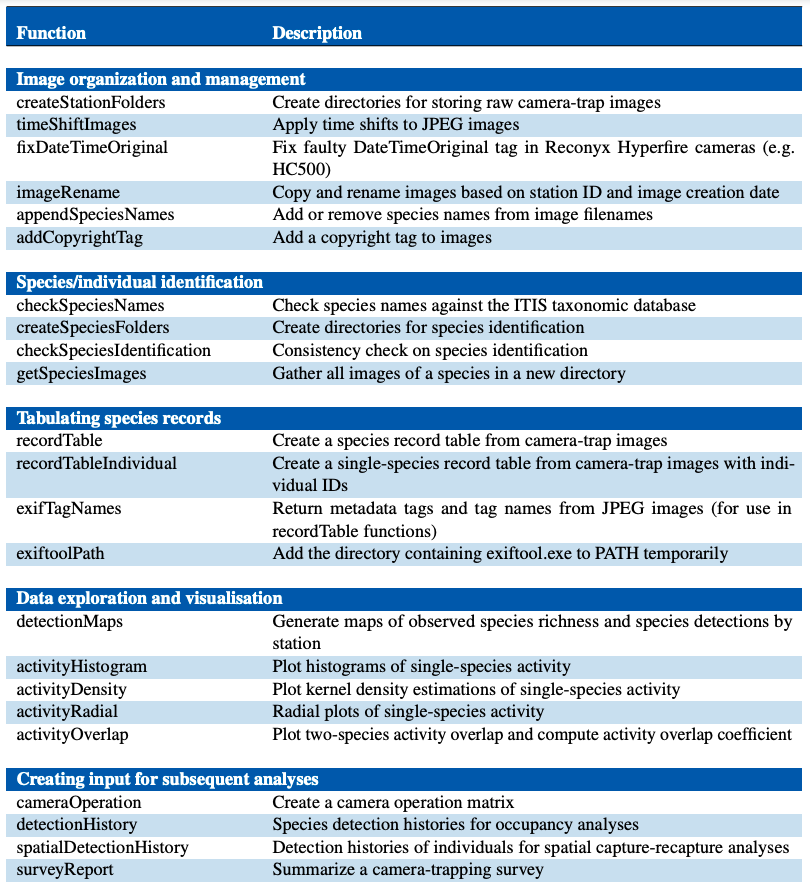 Function Description
Image organization and management
createStationFolders Create directories for storing raw camera-trap images
timeShiftImages Apply time shifts to JPEG images
fixDateTimeOriginal Fix faulty DateTimeOriginal tag in Reconyx Hyperfire cameras (e.g.
HC500)
imageRename Copy and rename images based on station ID and image creation date
appendSpeciesNames Add or remove species names from image filenames
addCopyrightTag Add a copyright tag to images
Species/individual identification
checkSpeciesNames Check species names against the ITIS taxonomic database
createSpeciesFolders Create directories for species identification
checkSpeciesIdentification Consistency check on species identification
getSpeciesImages Gather all images of a species in a new directory
Tabulating species records
recordTable Create a species record table from camera-trap images
recordTableIndividual Create a single-species record table from camera-trap images with indi-
vidual IDs
exifTagNames Return metadata tags and tag names from JPEG images (for use in
recordTable functions)
exiftoolPath Add the directory containing exiftool.exe to PATH temporarily
Data exploration and visualisation
detectionMaps Generate maps of observed species richness and species detections by
station
activityHistogram Plot histograms of single-species activity
activityDensity Plot kernel density estimations of single-species activity
activityRadial Radial plots of single-species activity
activityOverlap Plot two-species activity overlap and compute activity overlap coefficient
Creating input for subsequent analyses
cameraOperation Create a camera operation matrix
detectionHistory Species detection histories for occupancy analyses
spatialDetectionHistory Detection histories of individuals for spatial capture-recapture analyses
surveyReport Summarize a camera-trapping survey